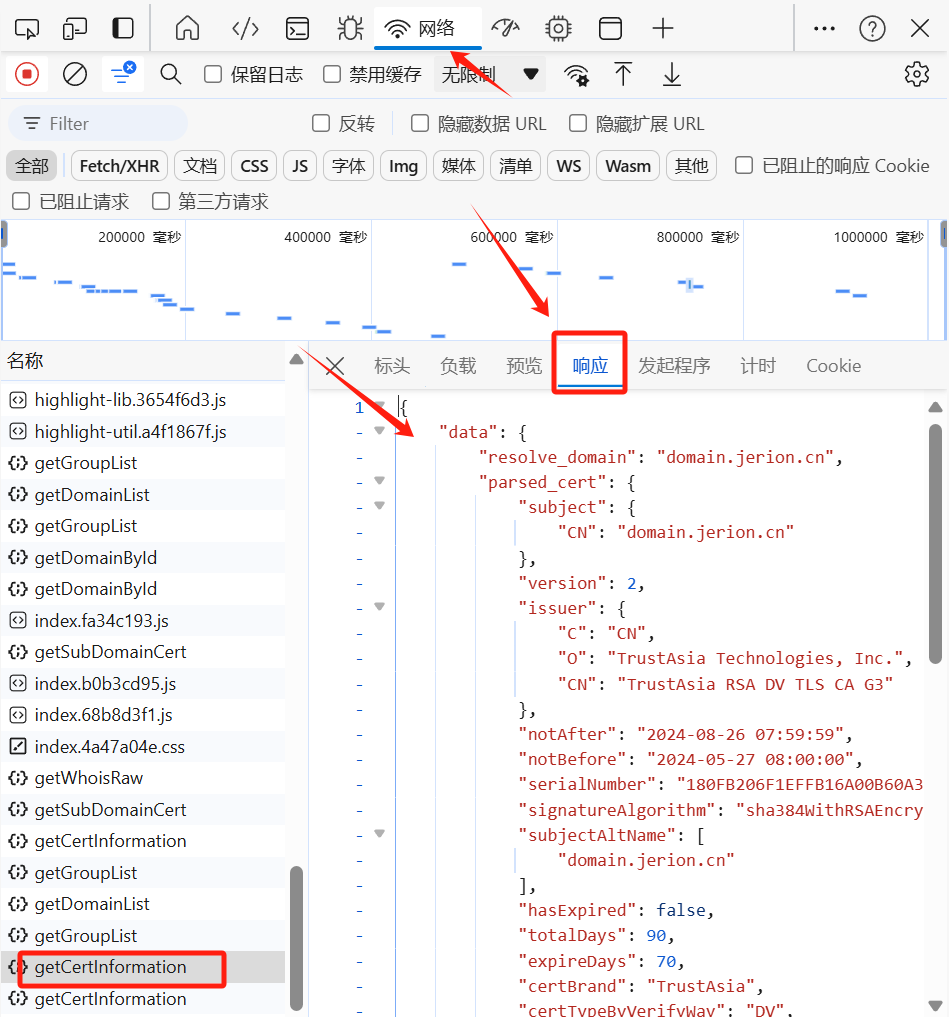 网络
保留日志 禁用缓存 无限制
Filter 反转 隐藏数据 URL 隐藏扩展 URL
全部 Fetch/XHR 文档 CSS JS 字体 Img 媒体 清单 WS Wasm 其他 已阻止的响应 Cookie
已阻止请求 第三方请求
200000 毫秒 400000 毫秒 600000 毫秒 800000 毫秒 1000000 毫秒
名称
highlight-lib.3654f6d3.js
highlight-util.a4f1867f.js
getGroupList
getDomainList
getGroupList
getDomainById
getDomainById
index.fa34c193.js
getSubDomainCert
index.b0b3cd95.js
index.68b8d3f1.js
index.4a47a04e.css
getWhoisRaw
getSubDomainCert
getCertInformation
getGroupList
getDomainList
getGroupList
getCertInformation
getCertInformation
标头 负载 预览 响应 发起程序 计时 Cookie
1 {
- "data": {
- "resolve_domain": "domain.jerion.cn",
- "parsed_cert": {
- "subject": {
- "CN": "domain.jerion.cn"
- },
- "version": 2,
- "issuer": {
- "C": "CN",
- "O": "TrustAsia Technologies, Inc.",
- "CN": "TrustAsia RSA DV TLS CA G3"
- },
- "notAfter": "2024-08-26 07:59:59",
- "notBefore": "2024-05-27 08:00:00",
- "serialNumber": "180FB206F1EFFB16A00B60A3
- "signatureAlgorithm": "sha384WithRSAEncry
- "subjectAltName": [
- "domain.jerion.cn"
- ],
- "hasExpired": false,
- "totalDays": 90,
- "expireDays": 70,
- "certBrand": "TrustAsia",
- "certTypeByVerifyWay": "DV",